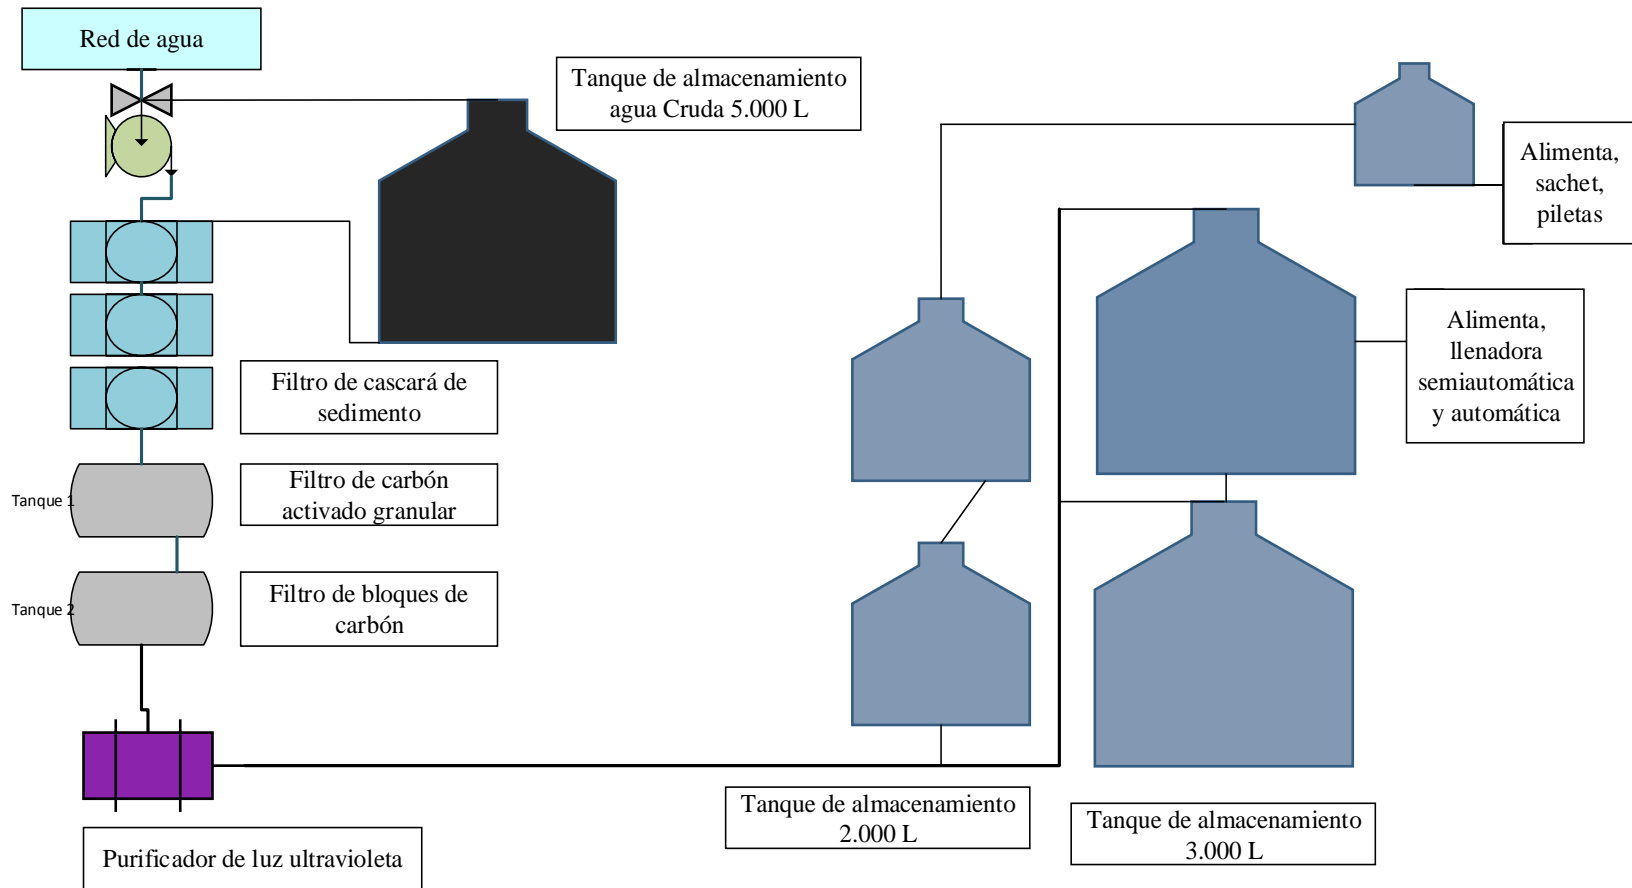 Red de agua
Tanque de almacenamiento
agua Cruda 5.000 L
Alimenta,
sachet,
piletas
Alimenta,
llenadora
semiautomática
y automática
Filtro de cascará de
sedimento
Tanque 1
Filtro de carbón
activado granular
Tanque 2
Filtro de bloques de
carbón
Tanque de almacenamiento
2.000 L
Tanque de almacenamiento
3.000 L
Purificador de luz ultravioleta